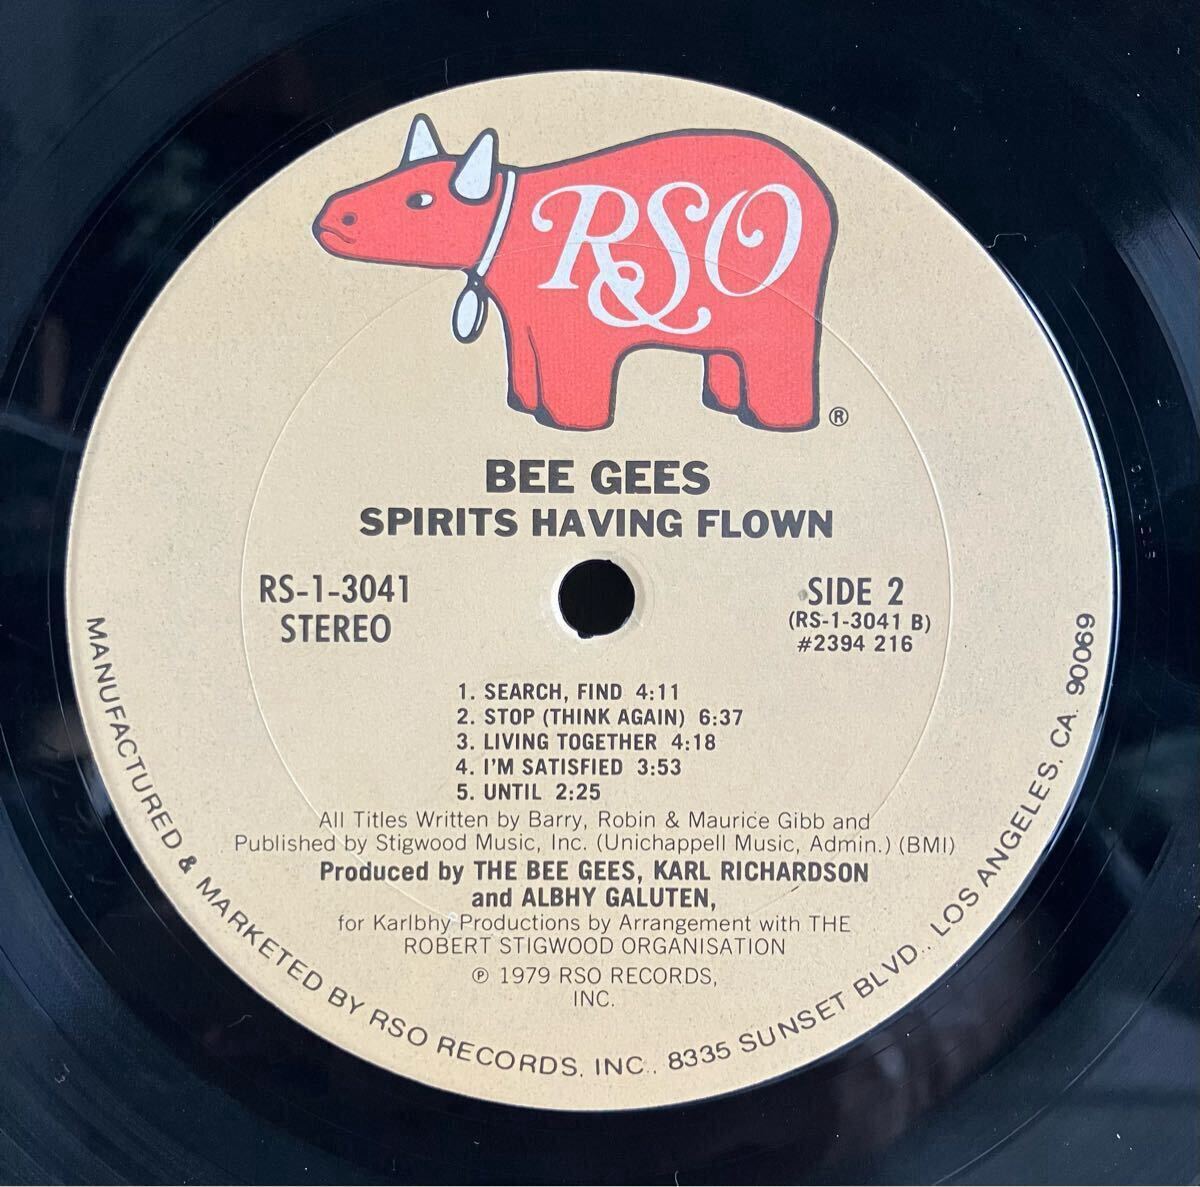 RSO
®
BEE GEES
SPIRITS HAVING FLOWN
RS-1-3041
STEREO
SIDE 2
(RS-1-3041 B)
#2394 216
1. SEARCH, FIND 4:11
2. STOP (THINK AGAIN) 6:37
3. LIVING TOGETHER 4:18
4. I'M SATISFIED 3:53
5. UNTIL 2:25
All Titles Written by Barry, Robin & Maurice Gibb and
Published by Stigwood Music, Inc. (Unichappell Music, Admin.) (BMI)
Produced by THE BEE GEES, KARL RICHARDSON
and ALBHY GALUTEN,
for Karlbhy Productions by Arrangement with THE
ROBERT STIGWOOD ORGANISATION
℗ 1979 RSO RECORDS,
INC.
MANUFACTURED & MARKETED BY RSO RECORDS, INC., 8335 SUNSET BLVD., LOS ANGELES, CA. 90069